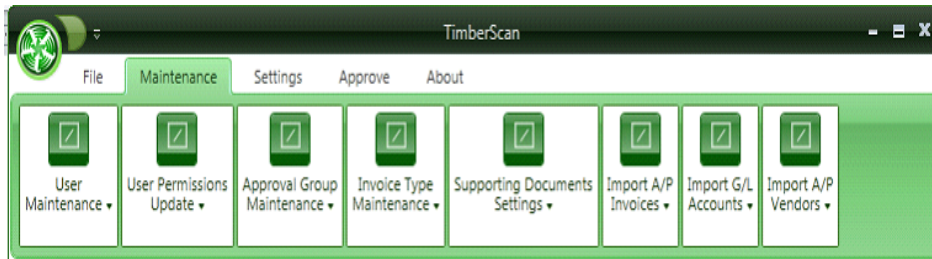 TimberScan
File Maintenance Settings Approve About
User Maintenance
User Permissions Update
Approval Group Maintenance
Invoice Type Maintenance
Supporting Documents Settings
Import A/P Invoices
Import G/L Accounts
Import A/P Vendors